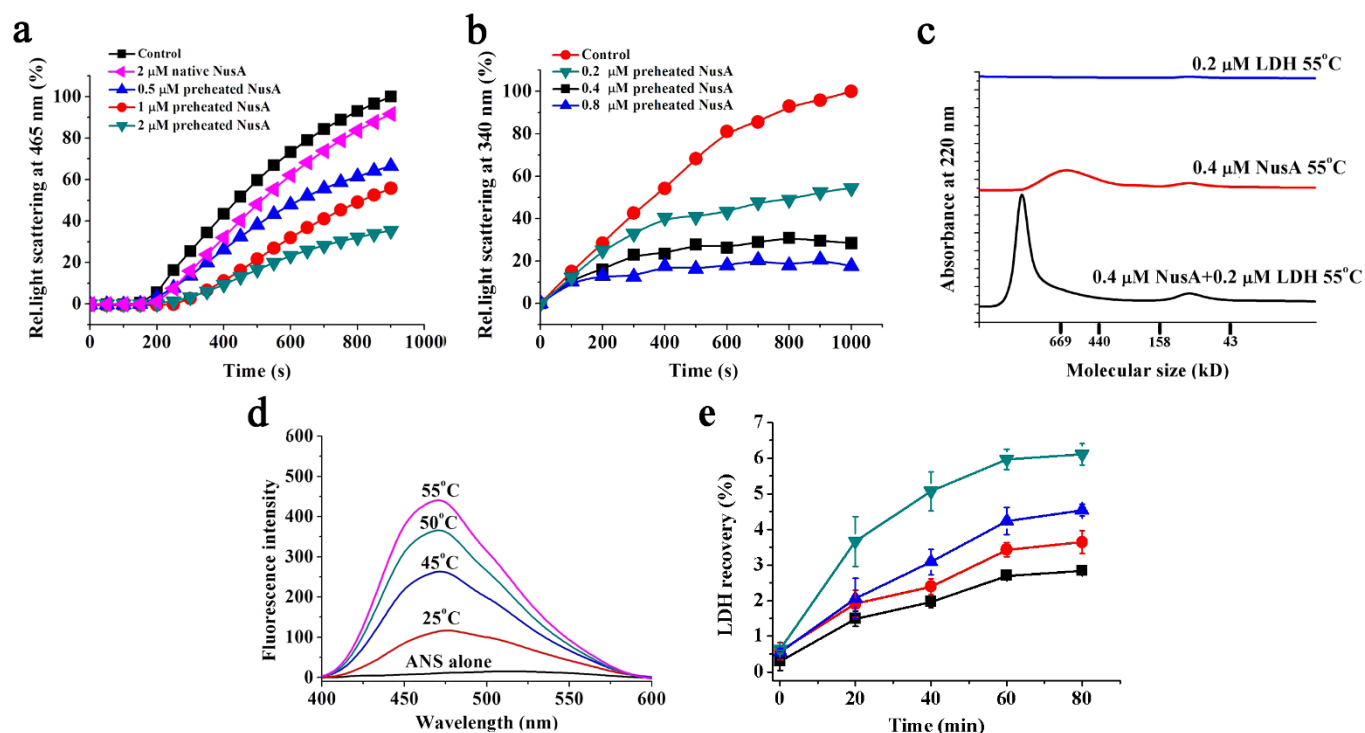 a
Control
2 μM native NusA
0.5 μM preheated NusA
1 μM preheated NusA
2 μM preheated NusA
Rel.light scattering at 465 nm (%)
100
80
60
40
20
0
0 200 400 600 800 1000
Time (s)
b
Control
0.2 μM preheated NusA
0.4 μM preheated NusA
0.8 μM preheated NusA
Rel.light scattering at 340 nm (%)
100
80
60
40
20
0
0 200 400 600 800 1000
Time (s)
c
0.2 μM LDH 55°C
0.4 μM NusA 55°C
0.4 μM NusA+0.2 μM LDH 55°C
Absorbance at 220 nm
669 440 158 43
Molecular size (kD)
d
Fluorescence intensity
600
500
400
300
200
100
0
55°C
50°C
45°C
25°C
ANS alone
400 450 500 550 600
Wavelength (nm)
e
LDH recovery (%)
7
6
5
4
3
2
1
0
0 20 40 60 80
Time (min)